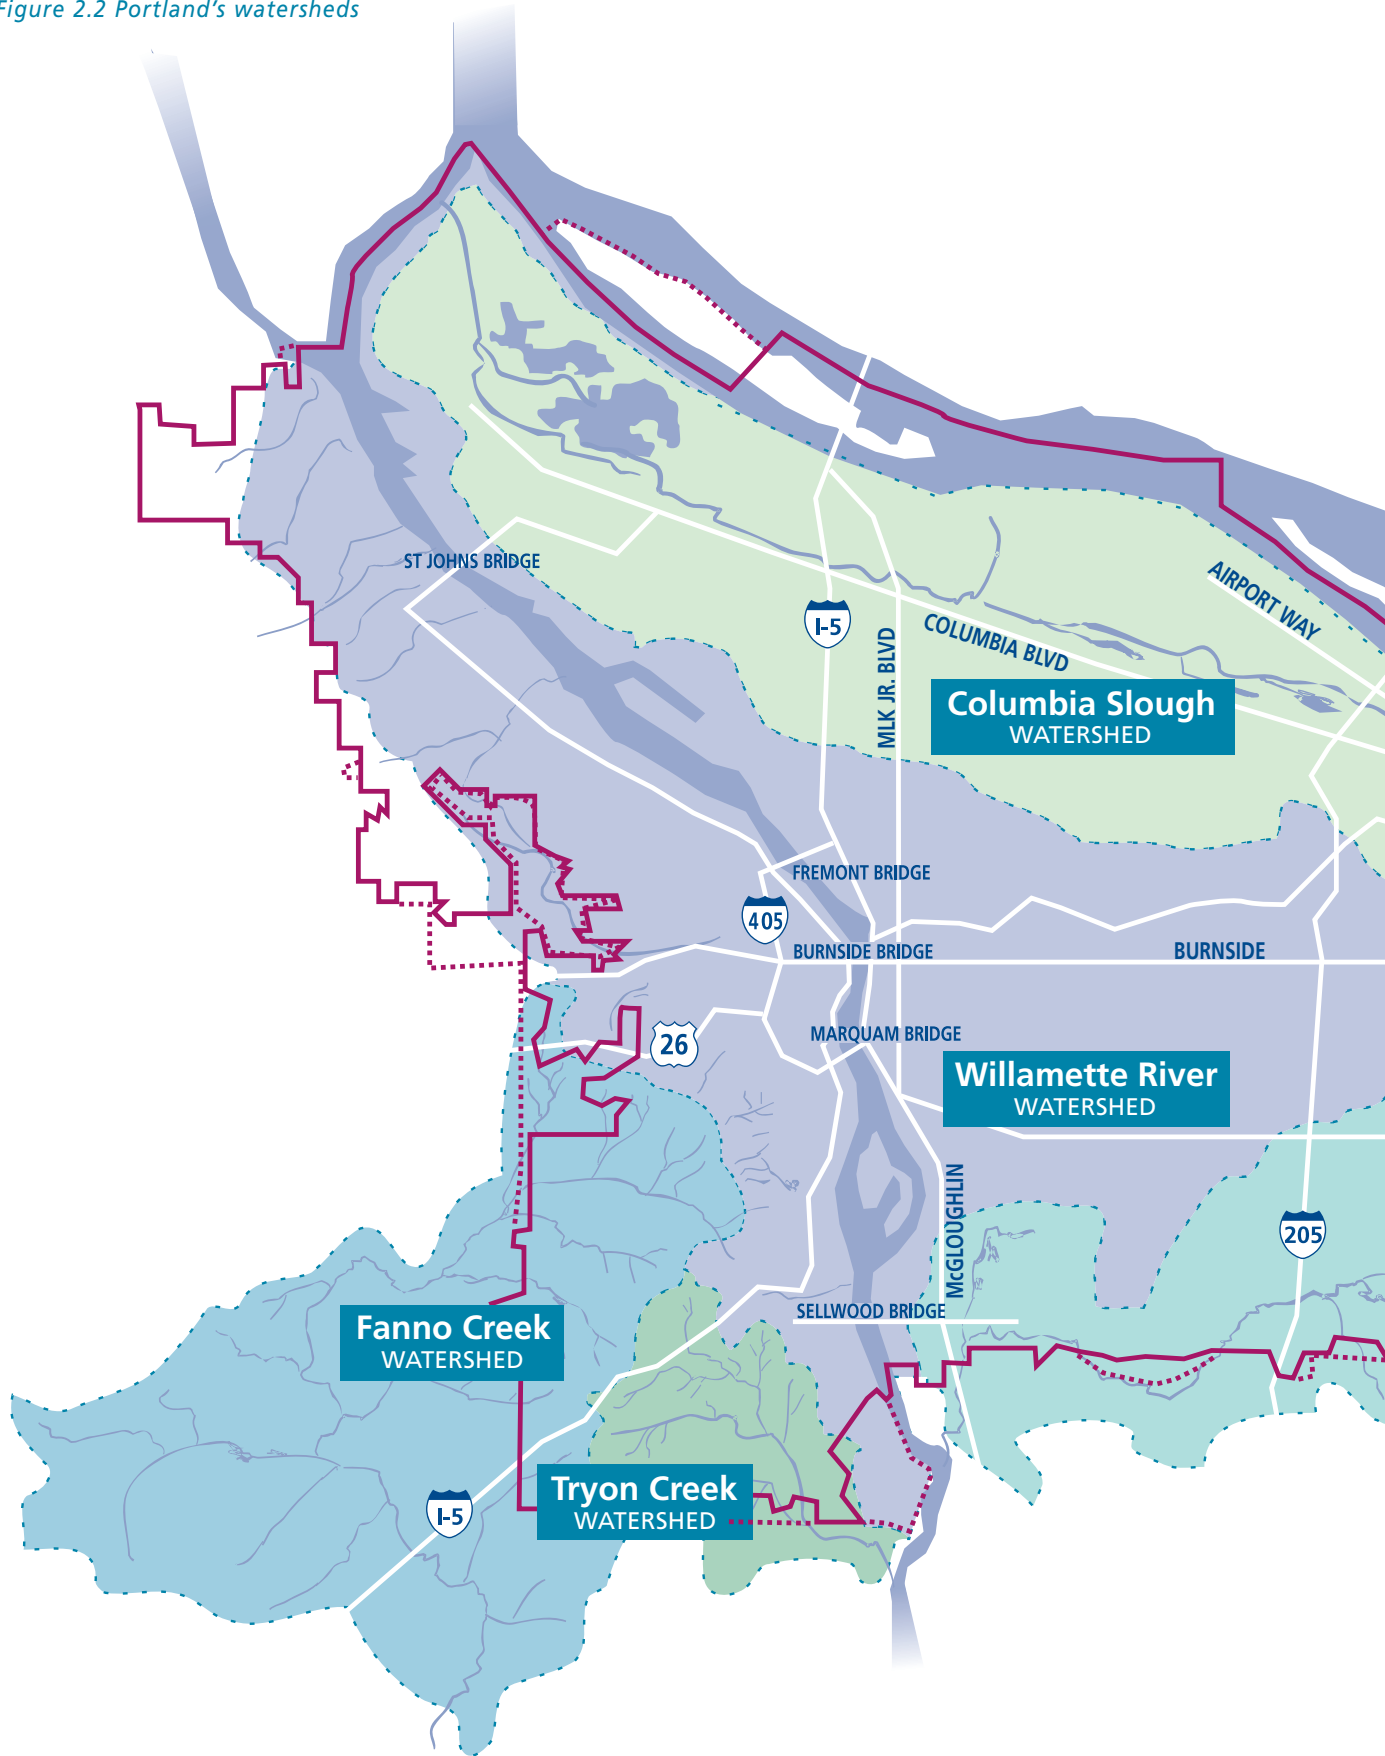 Figure 2.2 Portland's watersheds
ST JOHNS BRIDGE
AIRPORT WAY
I-5
COLUMBIA BLVD
MLK JR. BLVD
Columbia Slough
WATERSHED
FREMONT BRIDGE
405
BURNSIDE BRIDGE
BURNSIDE
MARQUAM BRIDGE
26
Willamette River
WATERSHED
McGLOUGHLIN
205
SELLWOOD BRIDGE
Fanno Creek
WATERSHED
Tryon Creek
WATERSHED
I-5